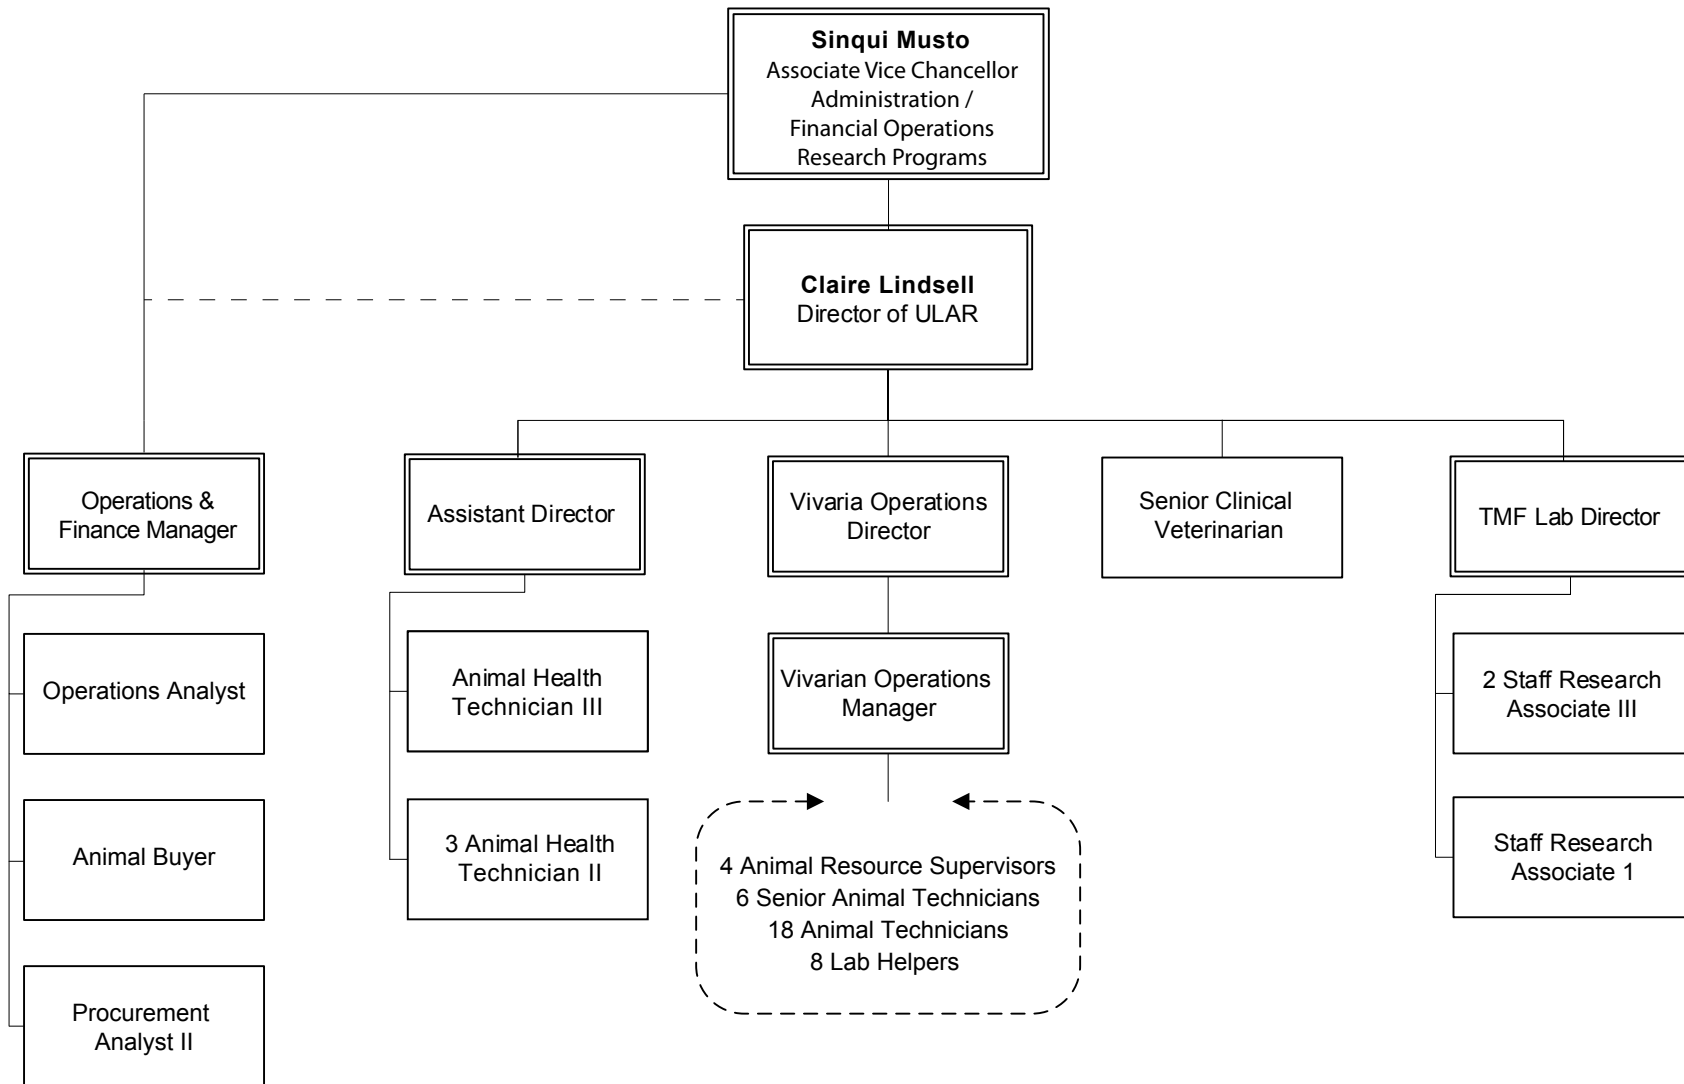 Sinqui Musto
Associate Vice Chancellor
Administration /
Financial Operations
Research Programs
Claire Lindsell
Director of ULAR
Operations &
Finance Manager
Assistant Director
Vivaria Operations
Director
Senior Clinical
Veterinarian
TMF Lab Director
Operations Analyst
Animal Health
Technician III
Vivarian Operations
Manager
2 Staff Research
Associate III
Animal Buyer
3 Animal Health
Technician II
4 Animal Resource Supervisors
6 Senior Animal Technicians
18 Animal Technicians
8 Lab Helpers
Staff Research
Associate 1
Procurement
Analyst II